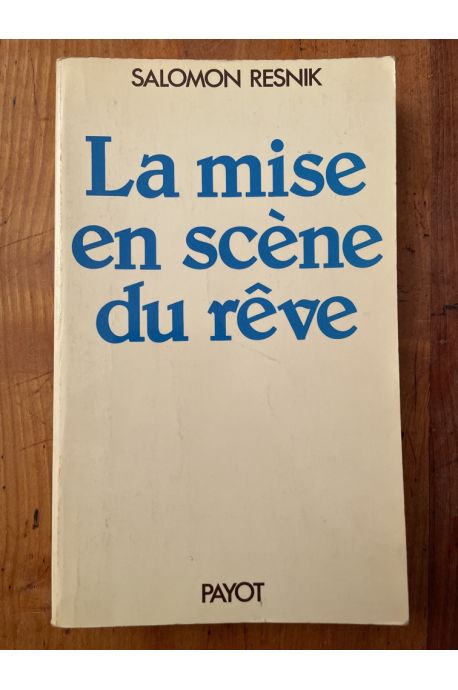 SALOMON RESNIK
La mise
en scène
du rêve
PAYOT